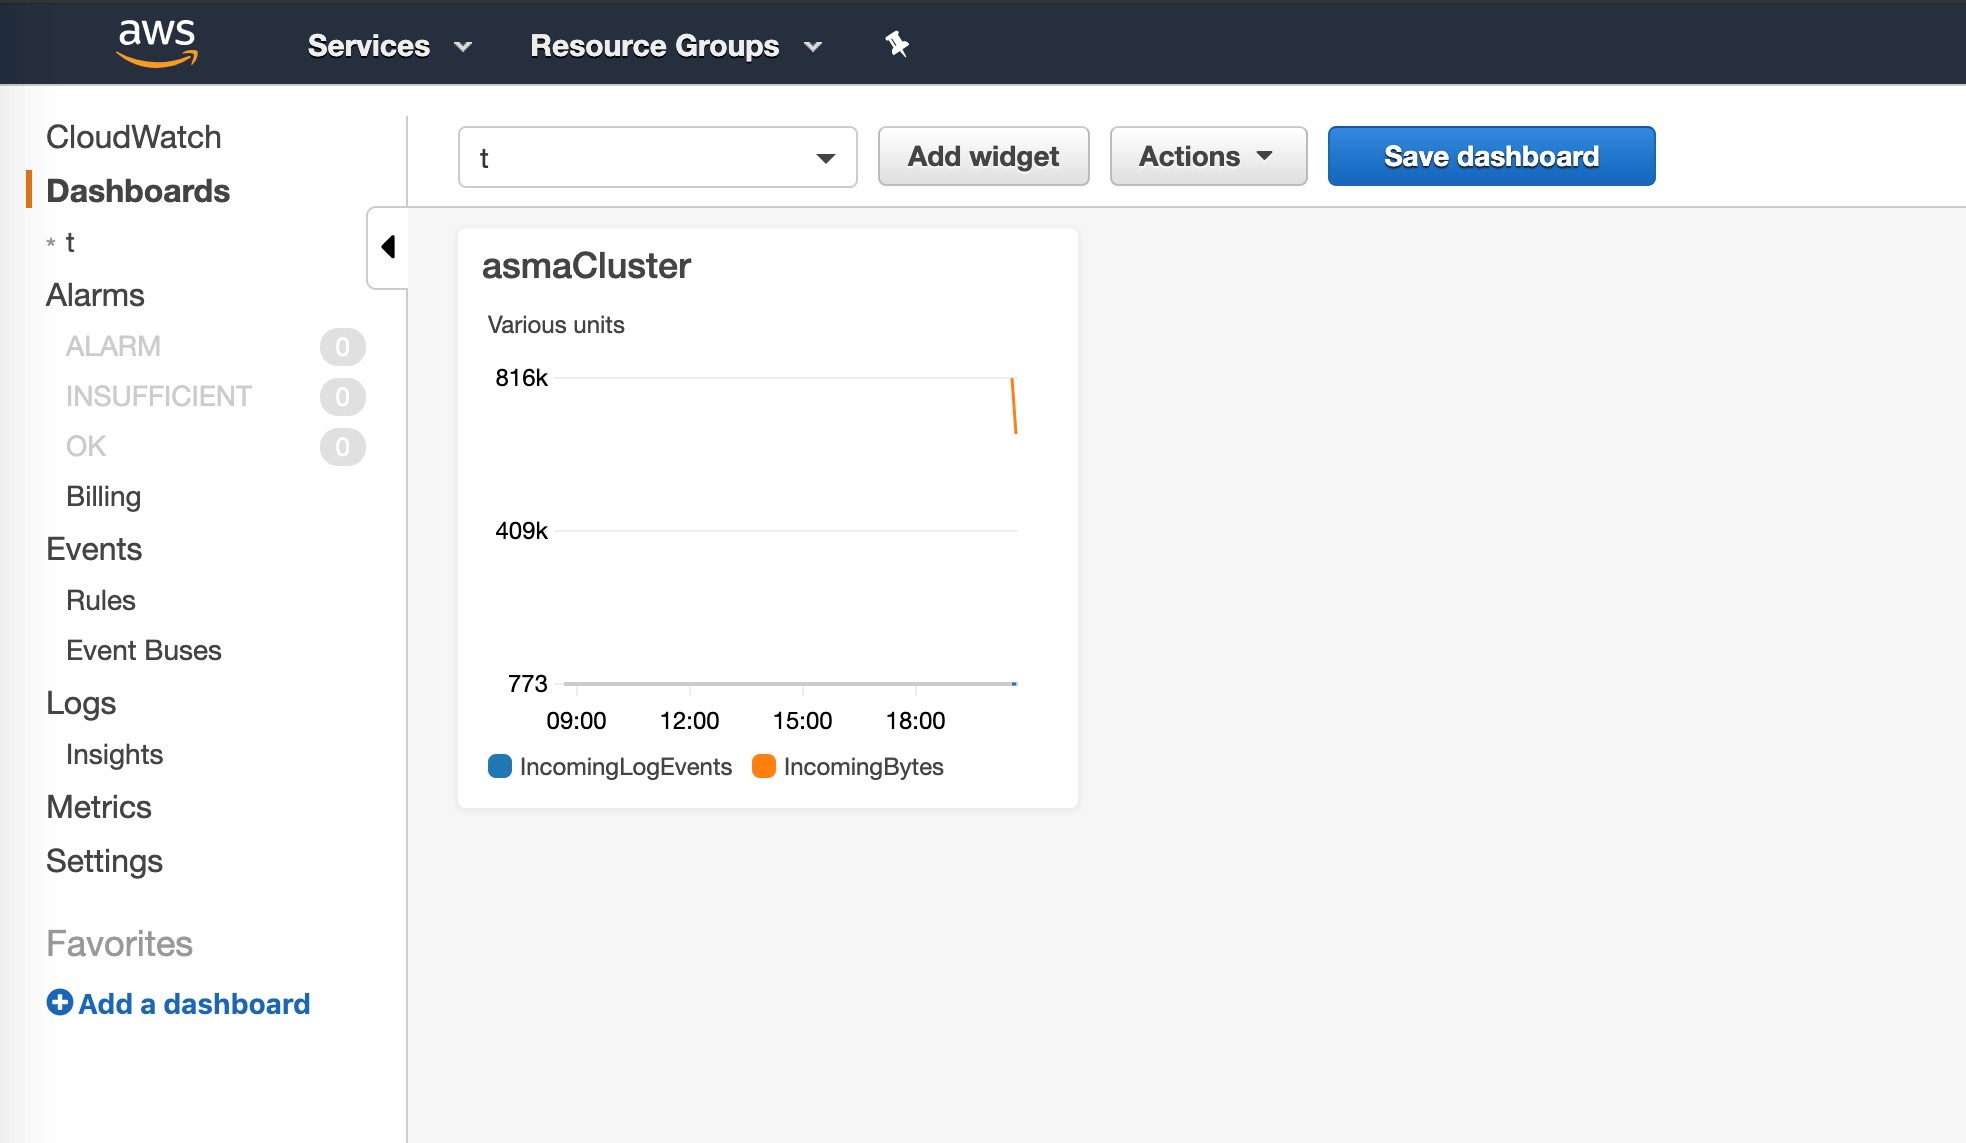 aws
Services
Resource Groups
CloudWatch
Dashboards
* t
Alarms
ALARM 0
INSUFFICIENT 0
OK 0
Billing
Events
Rules
Event Buses
Logs
Insights
Metrics
Settings
Favorites
Add a dashboard
t
Add widget
Actions
Save dashboard
asmaCluster
Various units
816k
409k
773
09:00 12:00 15:00 18:00
IncomingLogEvents IncomingBytes